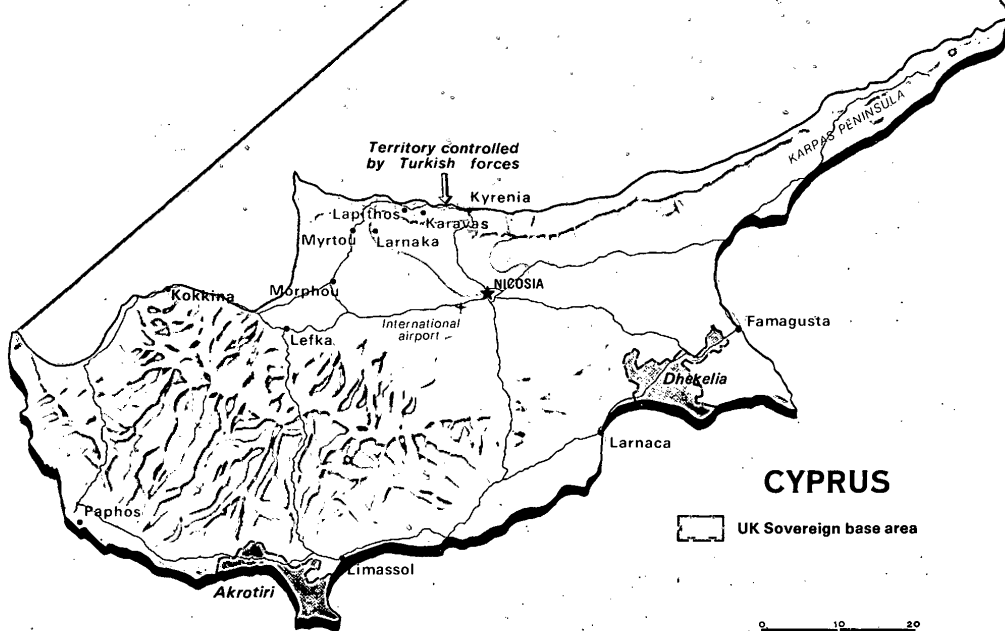 KARPAS PENINSULA
Territory controlled
by Turkish forces
Kyrenia
Lapithos
Karavas
Myrtou
Larnaka
NICOSIA
Morphou
Kokkina
International
airport
Lefka
Famagusta
Dhekelia
Larnaca
CYPRUS
Paphos
UK Sovereign base area
Limassol
Akrotiri
0 10 20